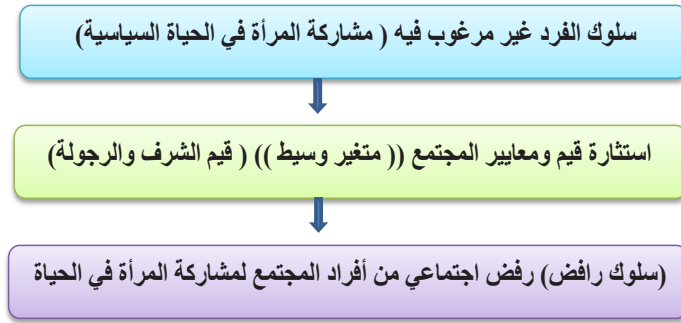 سلوك الفرد غير مرغوب فيه ( مشاركة المرأة في الحياة السياسية)
استثارة قيم ومعايير المجتمع (( متغير وسيط )) ( قيم الشرف والرجولة)
(سلوك رافض) رفض اجتماعي من أفراد المجتمع لمشاركة المرأة في الحياة